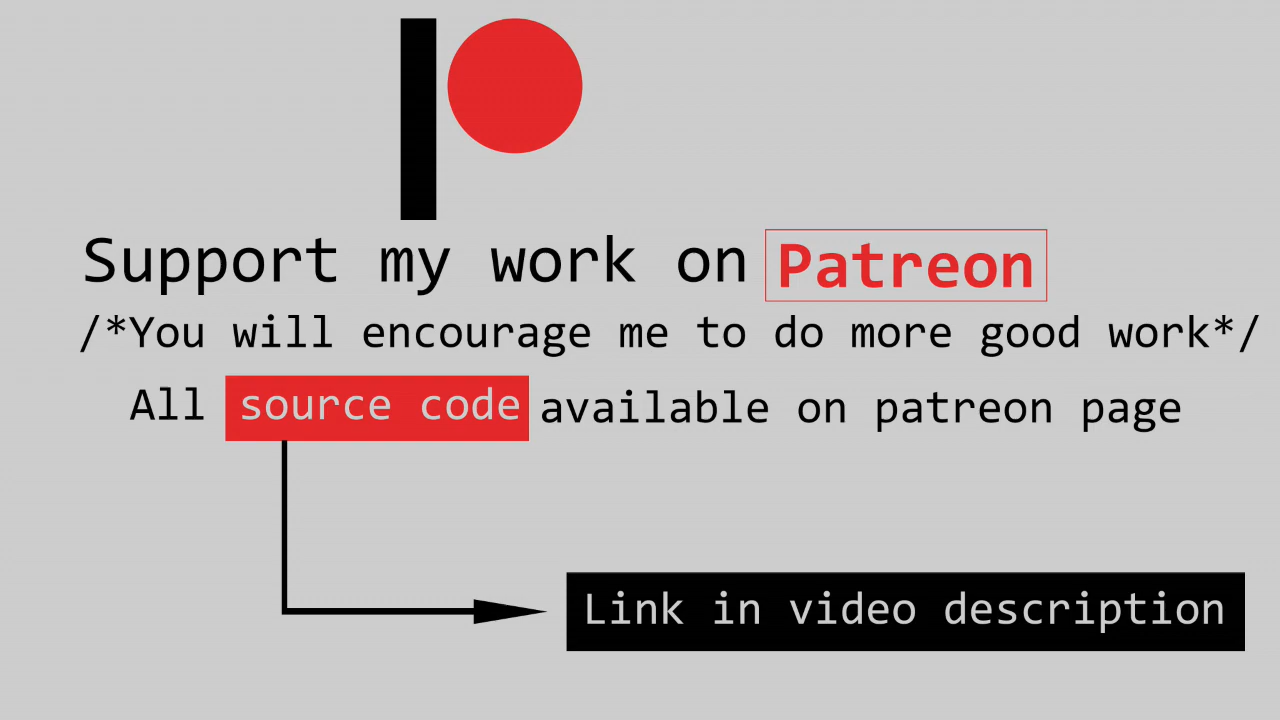 Support my work on Patreon
/*You will encourage me to do more good work*/
All source code available on patreon page
Link in video description